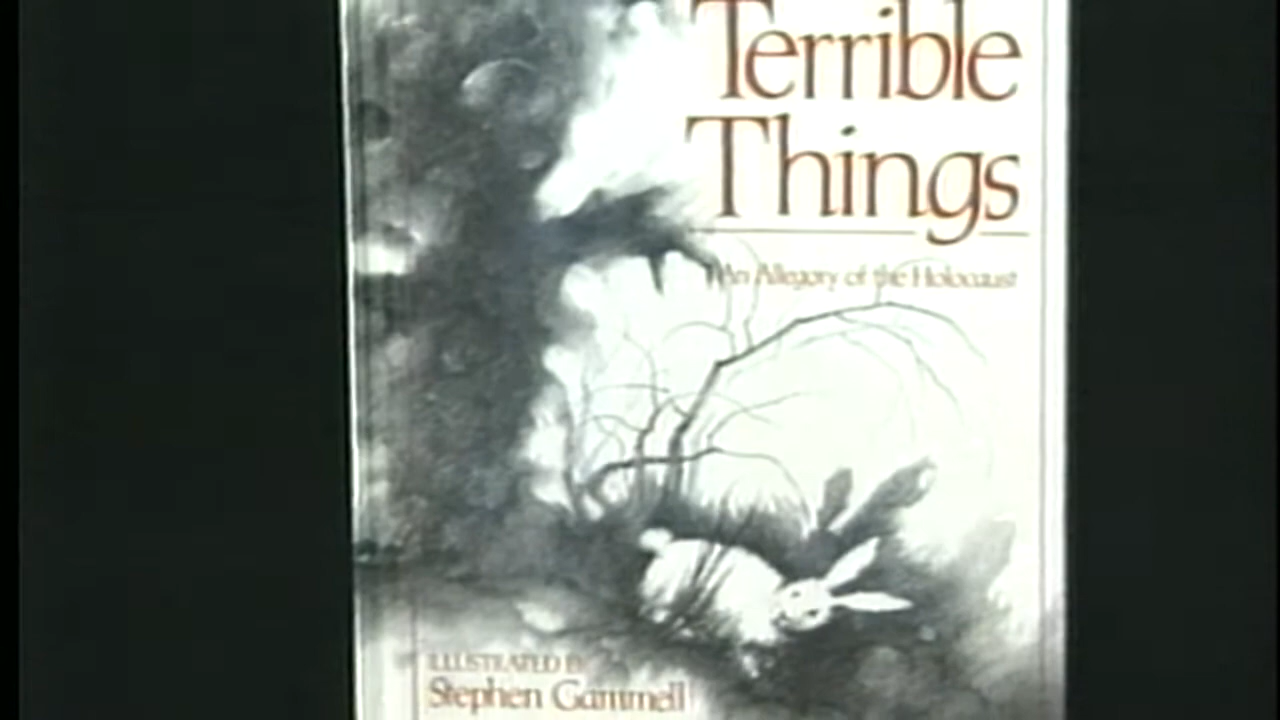 Terrible
Things
An Allegory of the Holocaust
ILLUSTRATED BY
Stephen Gammell